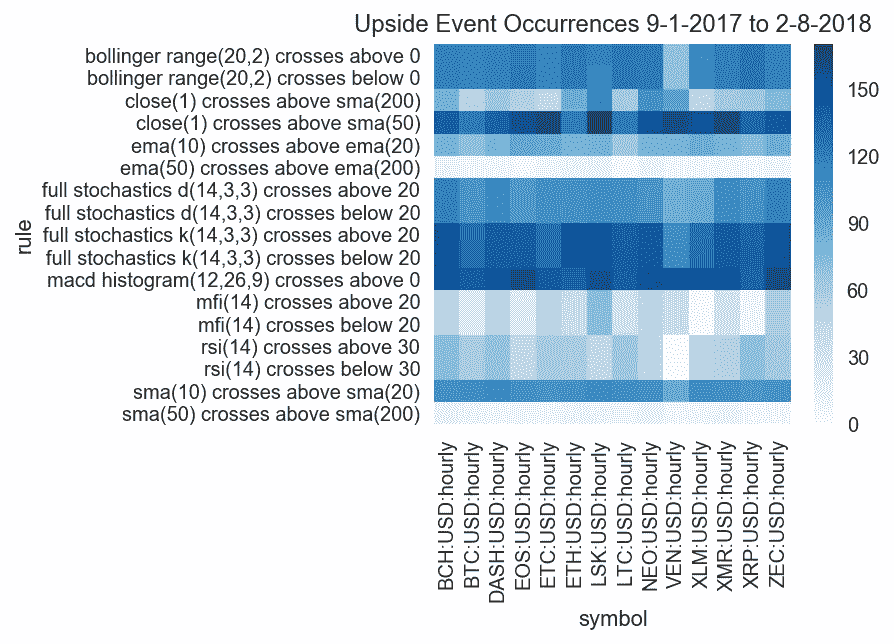 Upside Event Occurrences 9-1-2017 to 2-8-2018
rule
bollinger range(20,2) crosses above 0
bollinger range(20,2) crosses below 0
close(1) crosses above sma(200)
close(1) crosses above sma(50)
ema(10) crosses above ema(20)
ema(50) crosses above ema(200)
full stochastics d(14,3,3) crosses above 20
full stochastics d(14,3,3) crosses below 20
full stochastics k(14,3,3) crosses above 20
full stochastics k(14,3,3) crosses below 20
macd histogram(12,26,9) crosses above 0
mfi(14) crosses above 20
mfi(14) crosses below 20
rsi(14) crosses above 30
rsi(14) crosses below 30
sma(10) crosses above sma(20)
sma(50) crosses above sma(200)
150
120
90
60
30
0
BCH:USD:hourly
BTC:USD:hourly
DASH:USD:hourly
EOS:USD:hourly
ETC:USD:hourly
ETH:USD:hourly
LSK:USD:hourly
LTC:USD:hourly
NEO:USD:hourly
VEN:USD:hourly
XLM:USD:hourly
XMR:USD:hourly
XRP:USD:hourly
ZEC:USD:hourly
symbol